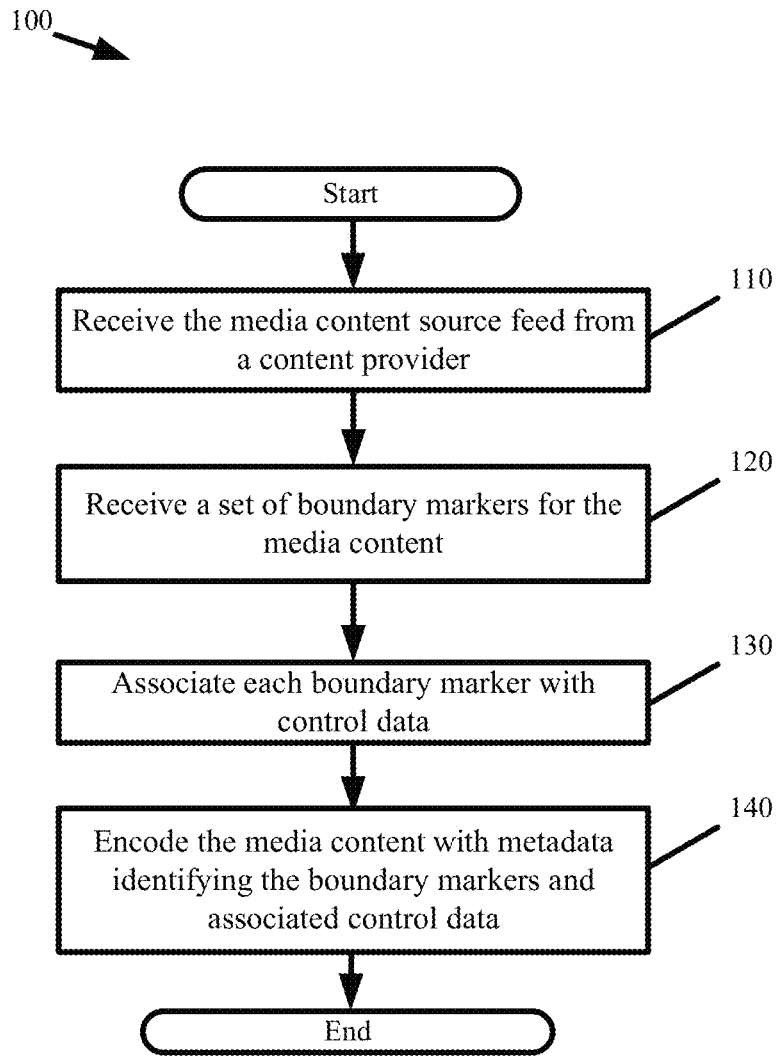 100
Start
110
Receive the media content source feed from
a content provider
120
Receive a set of boundary markers for the
media content
130
Associate each boundary marker with
control data
140
Encode the media content with metadada
identifying the boundary markers and
associated control data
End